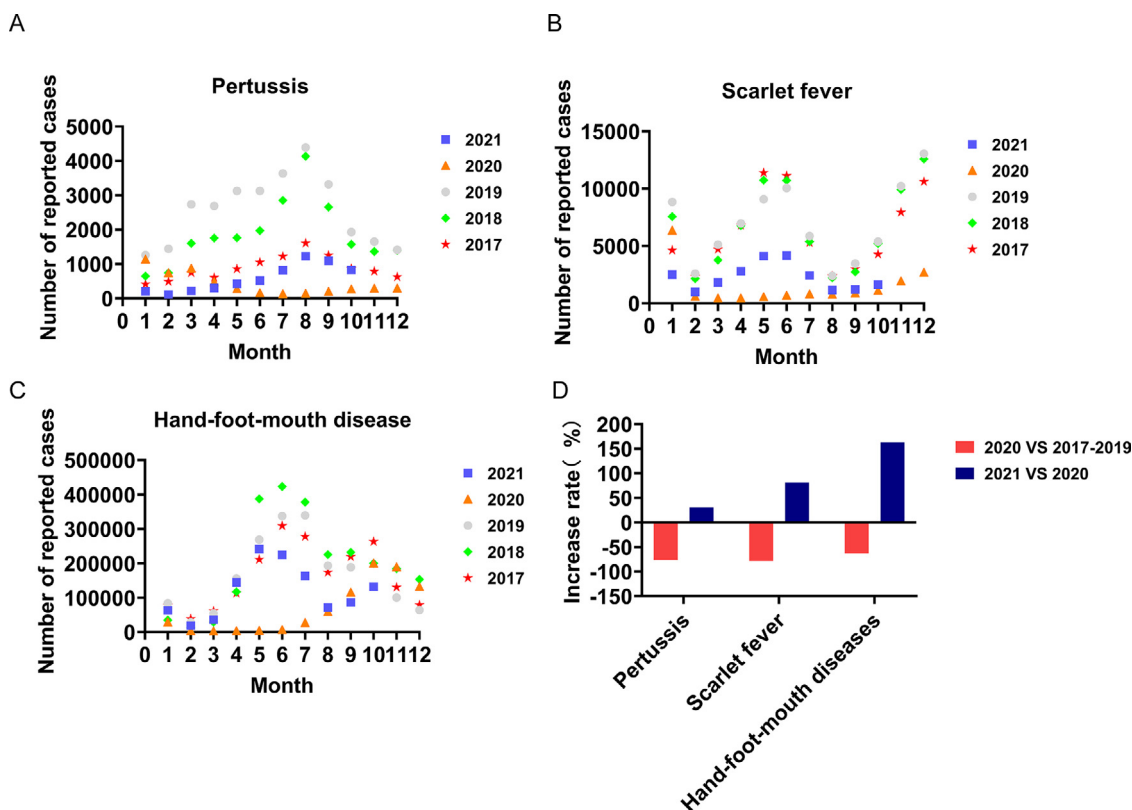 A
Pertussis
Number of reported cases
5000
4000
3000
2000
1000
0
0 1 2 3 4 5 6 7 8 9 10 11 12
Month
2021
2020
2019
2018
2017
B
Scarlet fever
Number of reported cases
15000
10000
5000
0
0 1 2 3 4 5 6 7 8 9 10 11 12
Month
2021
2020
2019
2018
2017
C
Hand-foot-mouth disease
Number of reported cases
500000
400000
300000
200000
100000
0
0 1 2 3 4 5 6 7 8 9 10 11 12
Month
2021
2020
2019
2018
2017
D
Increase rate( %)
200
150
100
50
0
-50
-100
-150
Pertussis
Scarlet fever
Hand-foot-mouth diseases
2020 VS 2017-2019
2021 VS 2020